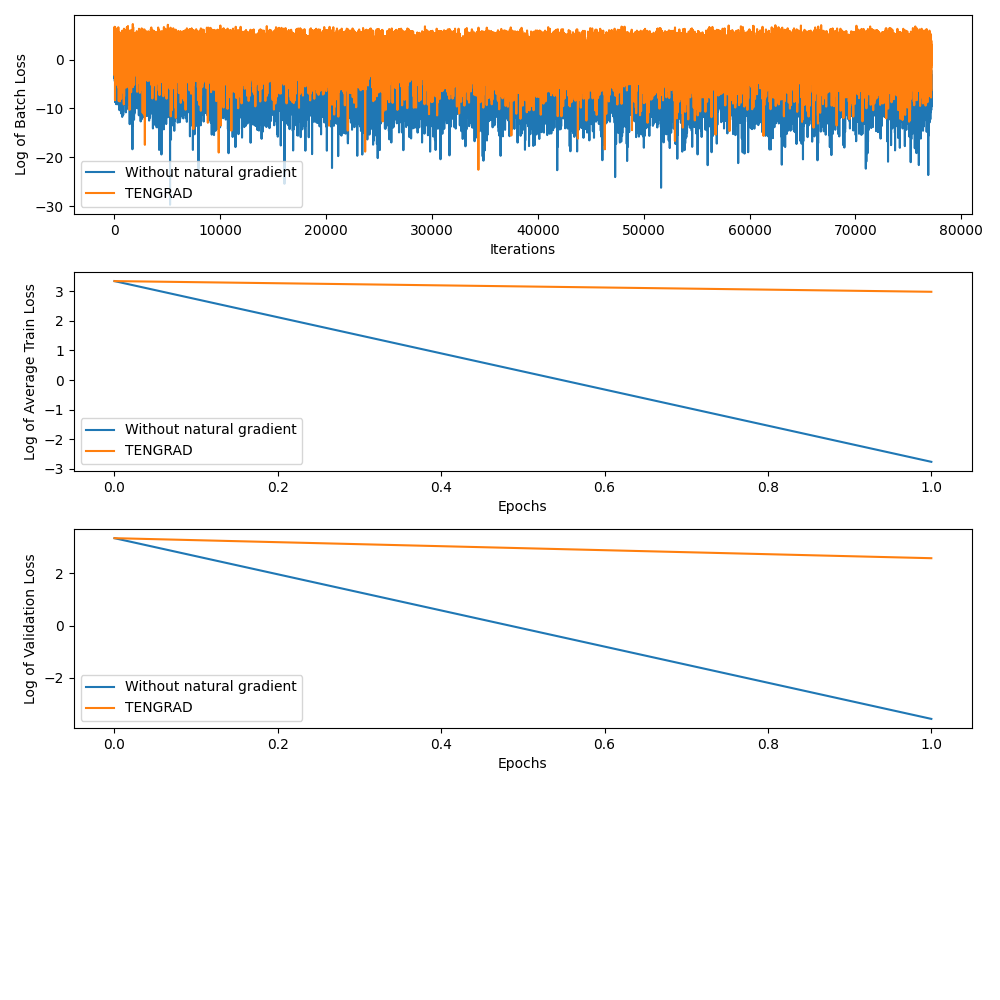 Log of Batch Loss
0
−10
−20
−30
Without natural gradient
TENGRAD
0 10000 20000 30000 40000 50000 60000 70000 80000
Iterations
Log of Average Train Loss
3
2
1
0
−1
−2
−3
Without natural gradient
TENGRAD
0.0 0.2 0.4 0.6 0.8 1.0
Epochs
Log of Validation Loss
2
0
−2
Without natural gradient
TENGRAD
0.0 0.2 0.4 0.6 0.8 1.0
Epochs